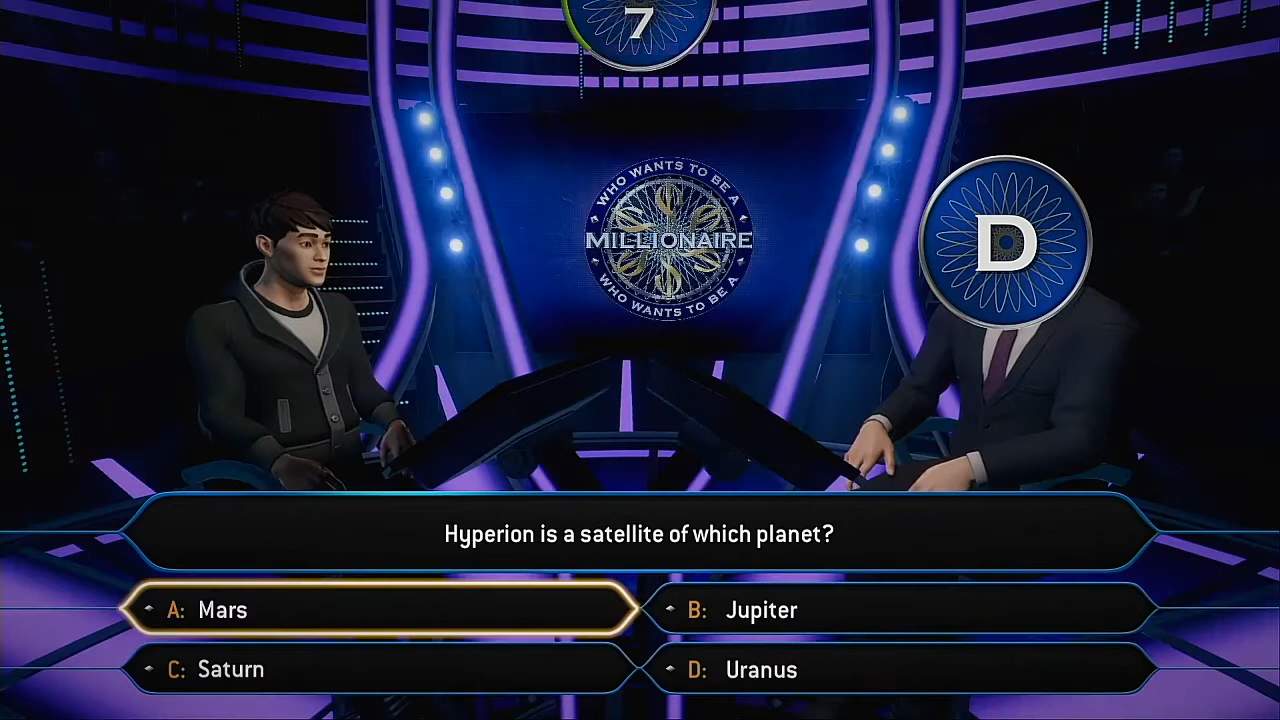 7
WHO WANTS TO BE A
MILLIONAIRE
WHO WANTS TO BE A
D
Hyperion is a satellite of which planet?
A: Mars
B: Jupiter
C: Saturn
D: Uranus